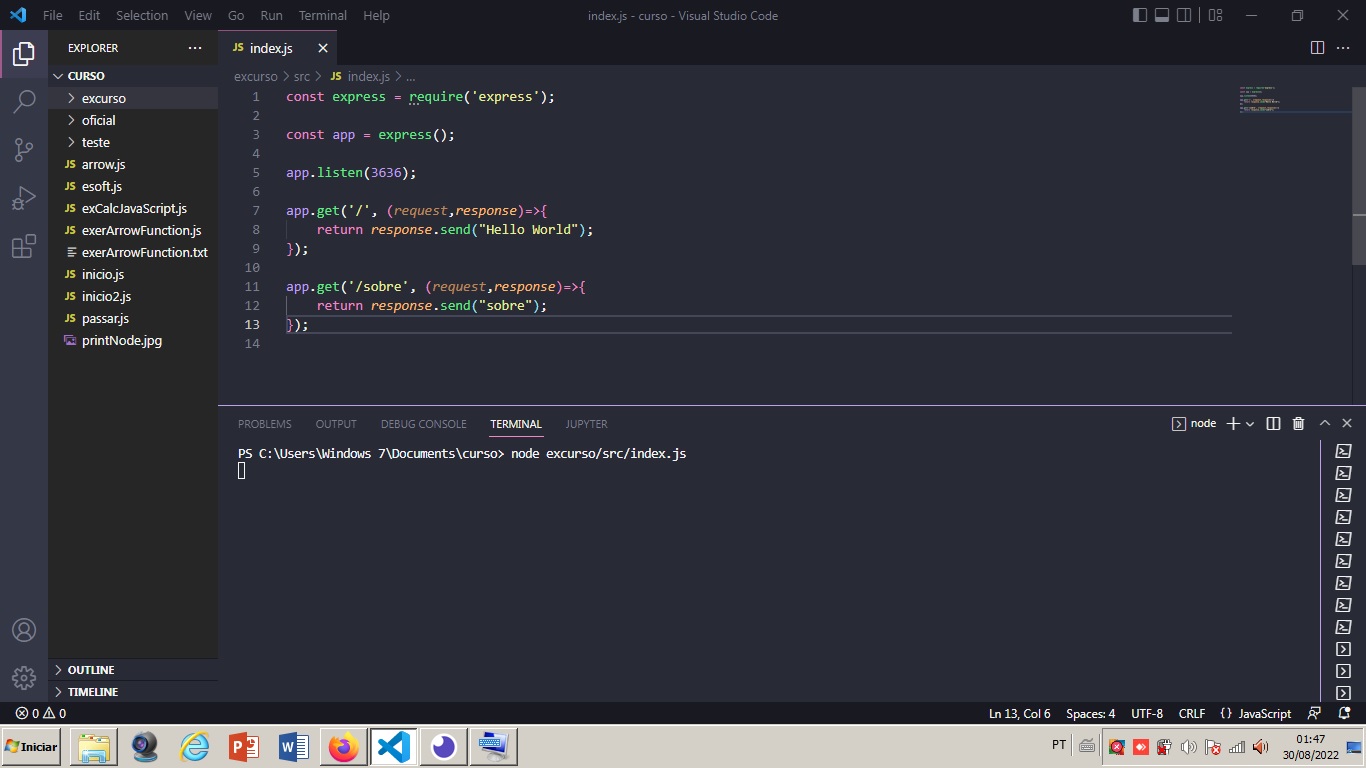 File Edit Selection View Go Run Terminal Help
index.js - curso - Visual Studio Code
EXPLORER
CURSO
excurso
oficial
teste
JS arrow.js
JS esoft.js
JS exCalcJavaScript.js
JS exerArrowFunction.js
exerArrowFunction.txt
JS inicio.js
JS inicio2.js
JS passar.js
printNode.jpg
OUTLINE
TIMELINE
JS index.js
excurso > src > JS index.js > ...
1 const express = require('express');
2
3 const app = express();
4
5 app.listen(3636);
6
7 app.get('/', (request,response)=>{
8 return response.send("Hello World");
9 });
10
11 app.get('/sobre', (request,response)=>{
12 return response.send("sobre");
13 });
14
PROBLEMS OUTPUT DEBUG CONSOLE TERMINAL JUPYTER
node
PS C:\Users\Windows 7\Documents\curso> node excurso/src/index.js
0 0
Ln 13, Col 6 Spaces: 4 UTF-8 CRLF {} JavaScript
Iniciar
PT
01:47
30/08/2022